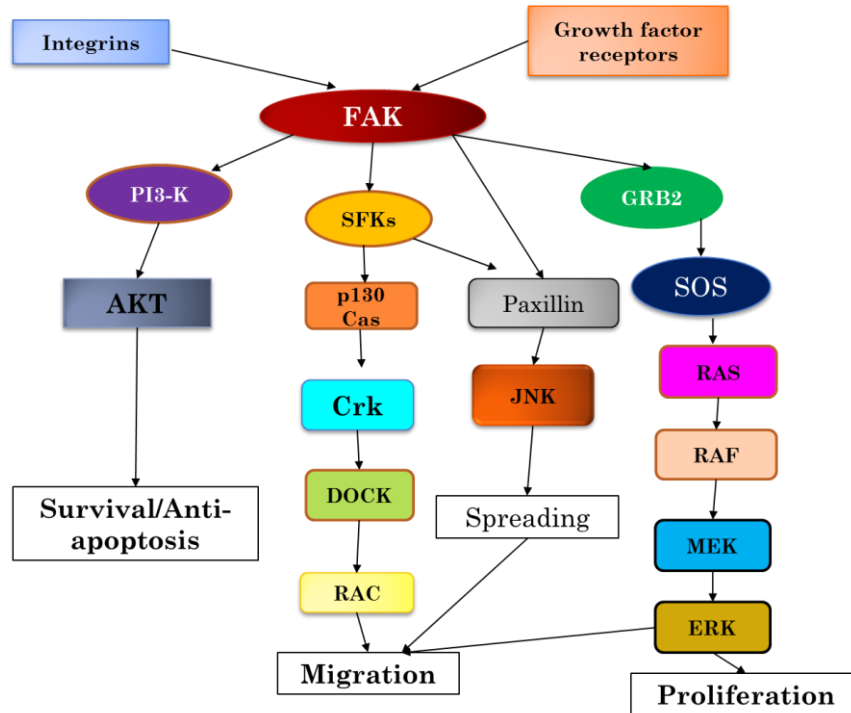 Integrins
Growth factor
receptors
FAK
PI3-K
SFKs
GRB2
AKT
p130
Cas
Paxillin
SOS
Crk
JNK
RAS
DOCK
RAF
Survival/Anti-
apoptosis
Spreading
MEK
RAC
ERK
Migration
Proliferation